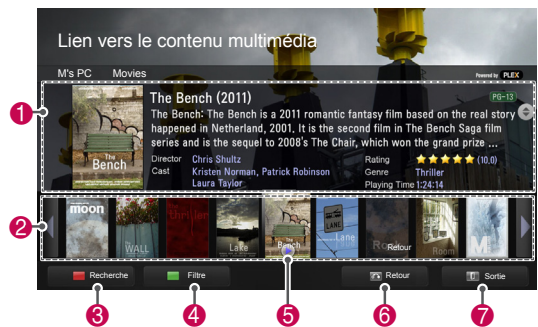 Lien vers le contenu multimédia
M's PC Movies
Powered by PLEX
1
The Bench (2011)
PG-13
The Bench: The Bench is a 2011 romantic fantasy film based on the real story
happened in Netherland, 2001. It is the second film in The Bench Saga film
series and is the sequel to 2008's The Chair, which won the grand prize ...
Director Chris Shultz
Cast Kristen Norman, Patrick Robinson
Laura Taylor
Rating (10,0)
Genre Thriller
Playing Time 1:24:14
The
Bench
2
moon
The
WALL
thriller
Lake
The
Bench
LANE
Lane
Retour
Room
M
Recherche
Filtre
Retour
Sortie
3
4
5
6
7